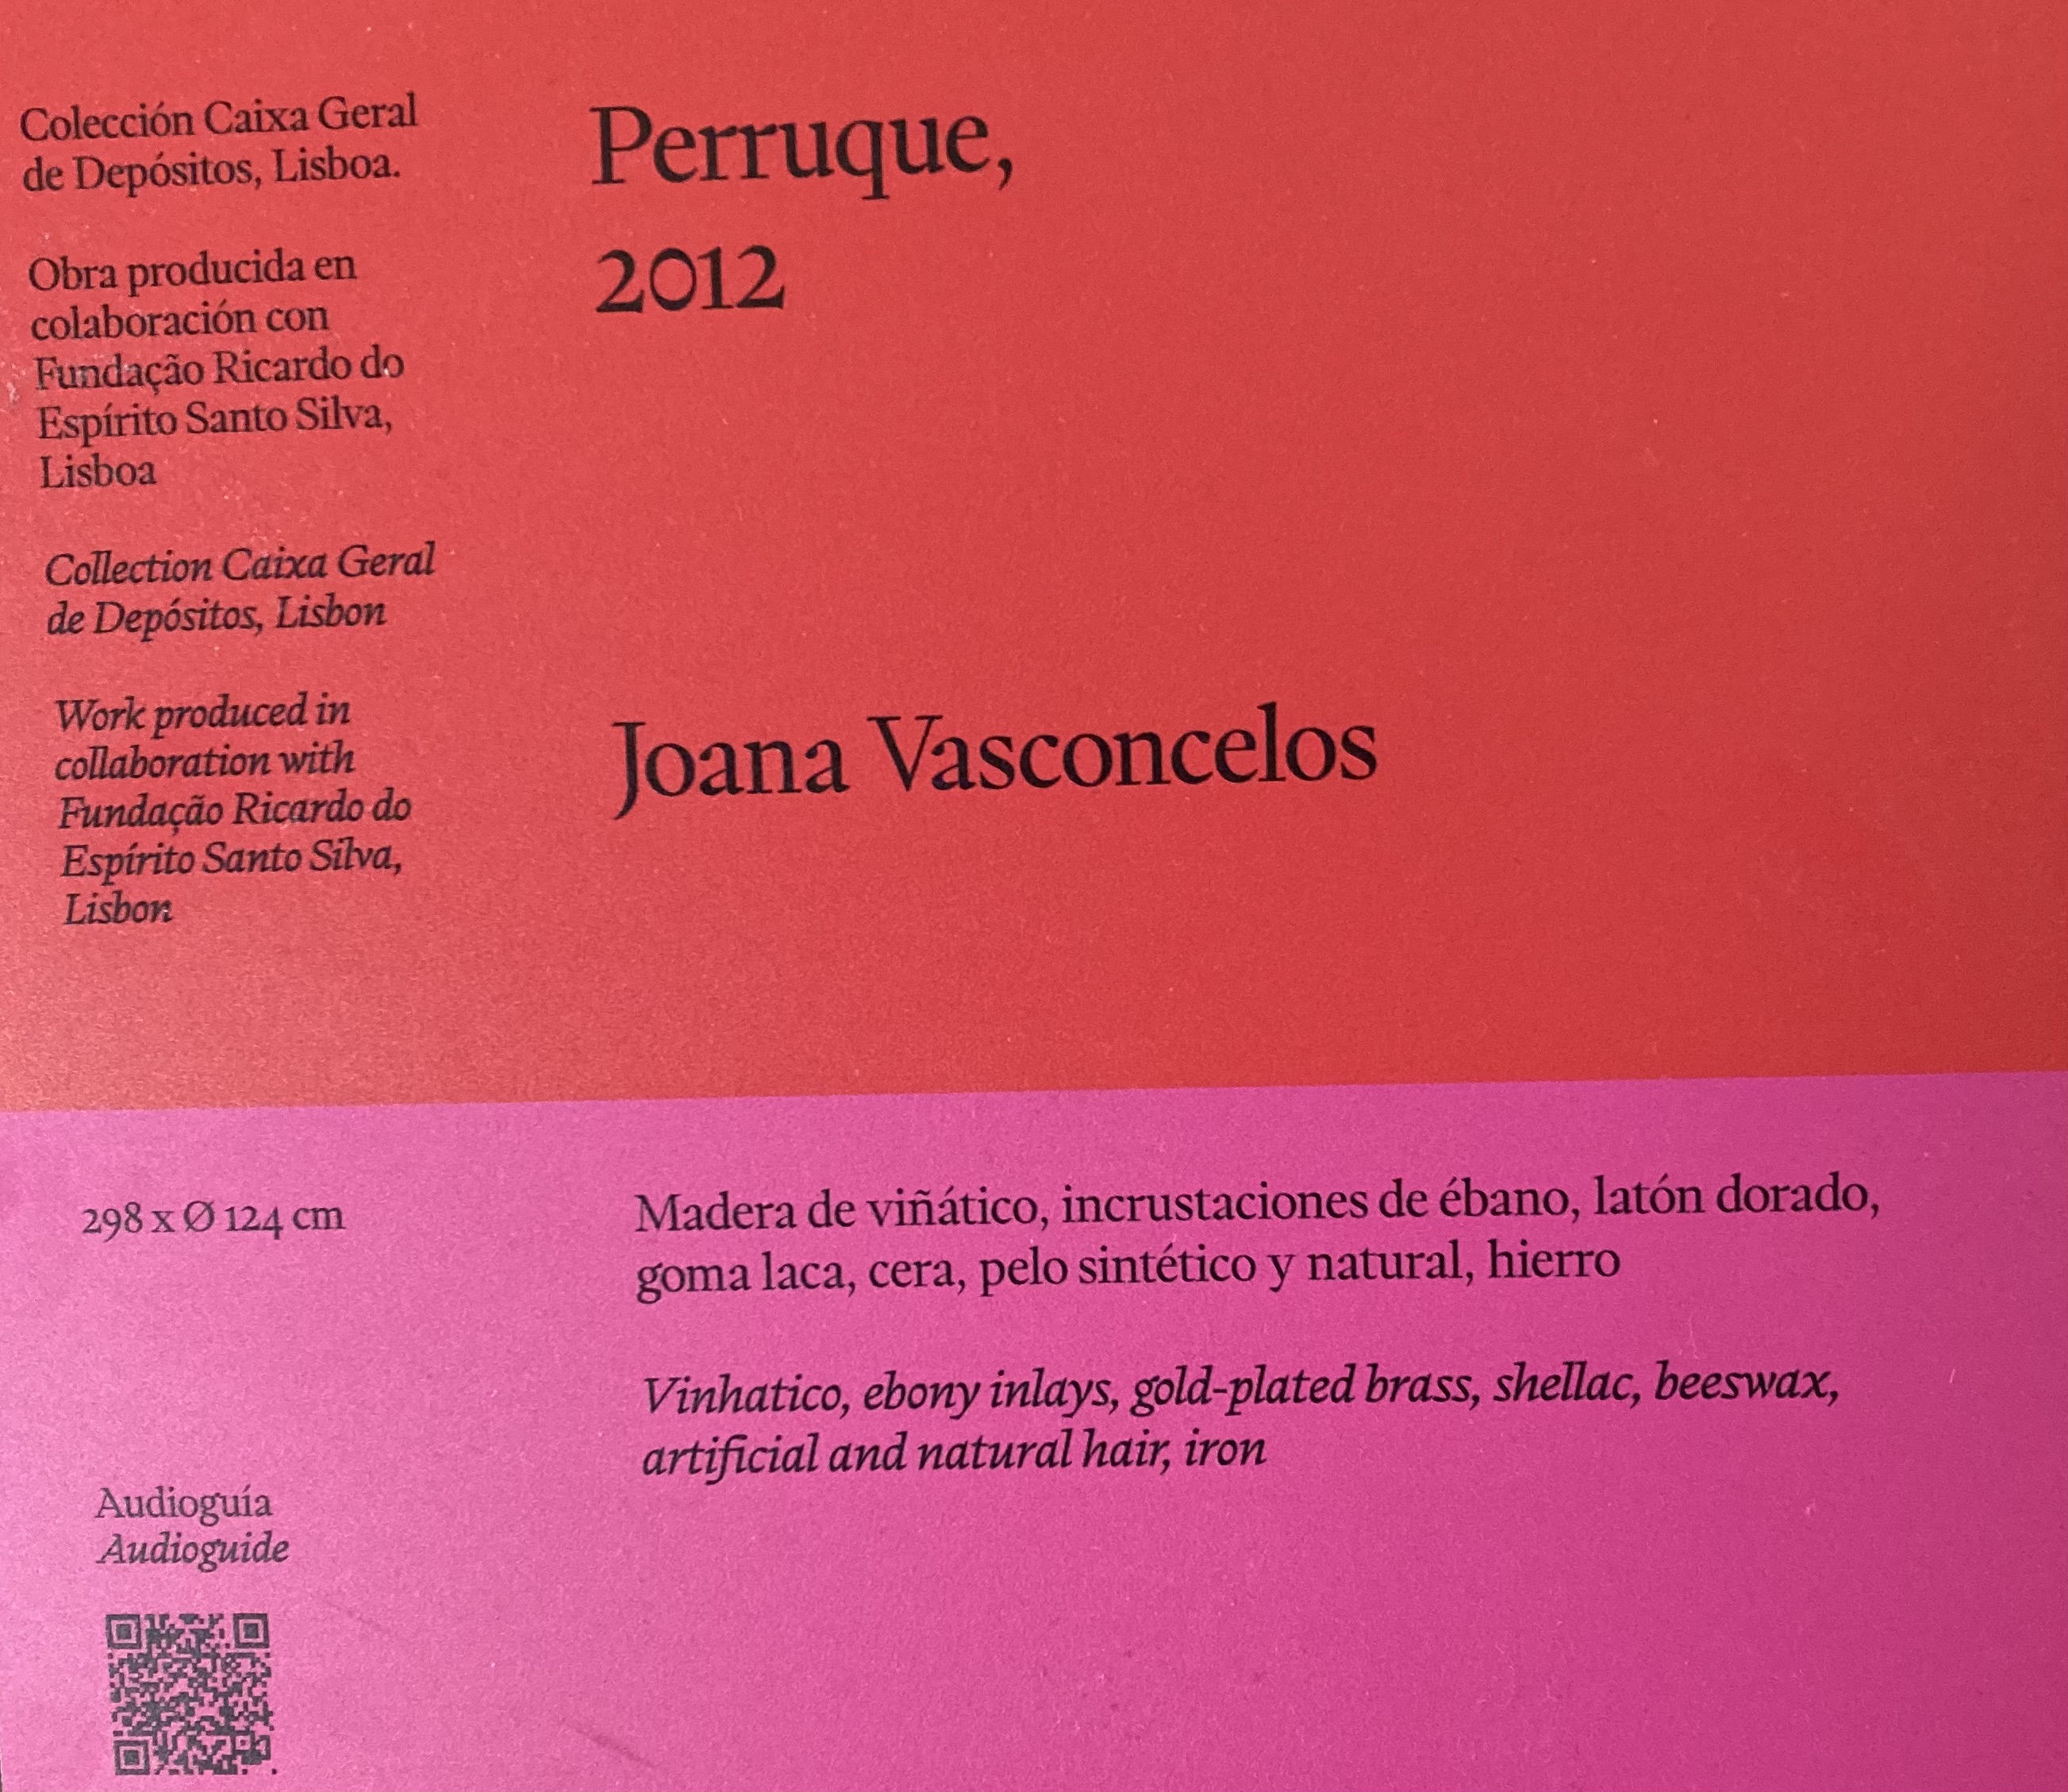 Colección Caixa Geral
de Depósitos, Lisboa.
Obra producida en
colaboración con
Fundação Ricardo do
Espírito Santo Silva,
Lisboa
Collection Caixa Geral
de Depósitos, Lisbon
Work produced in
collaboration with
Fundação Ricardo do
Espírito Santo Silva,
Lisbon
Perruque,
2012
Joana Vasconcelos
298 x Ø 124 cm
Madera de viñático, incrustaciones de ébano, latón dorado,
goma laca, cera, pelo sintético y natural, hierro
Vinhatico, ebony inlays, gold-plated brass, shellac, beeswax,
artificial and natural hair, iron
Audioguía
Audioguide